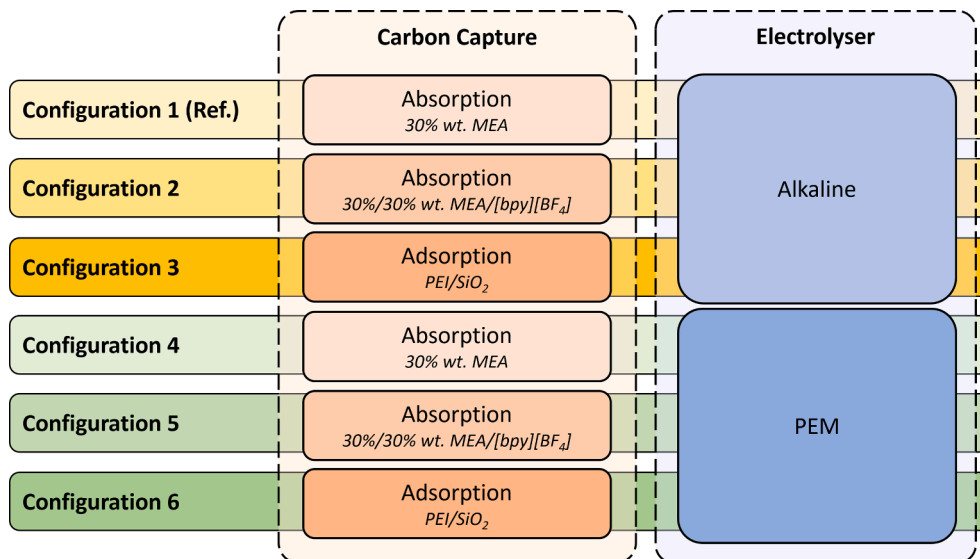 Carbon Capture
Electrolyser
Configuration 1 (Ref.)
Absorption
30% wt. MEA
Configuration 2
Absorption
30%/30% wt. MEA/[bpy][BF₄]
Alkaline
Configuration 3
Adsorption
PEI/SiO₂
Configuration 4
Absorption
30% wt. MEA
Configuration 5
Absorption
30%/30% wt. MEA/[bpy][BF₄]
PEM
Configuration 6
Adsorption
PEI/SiO₂